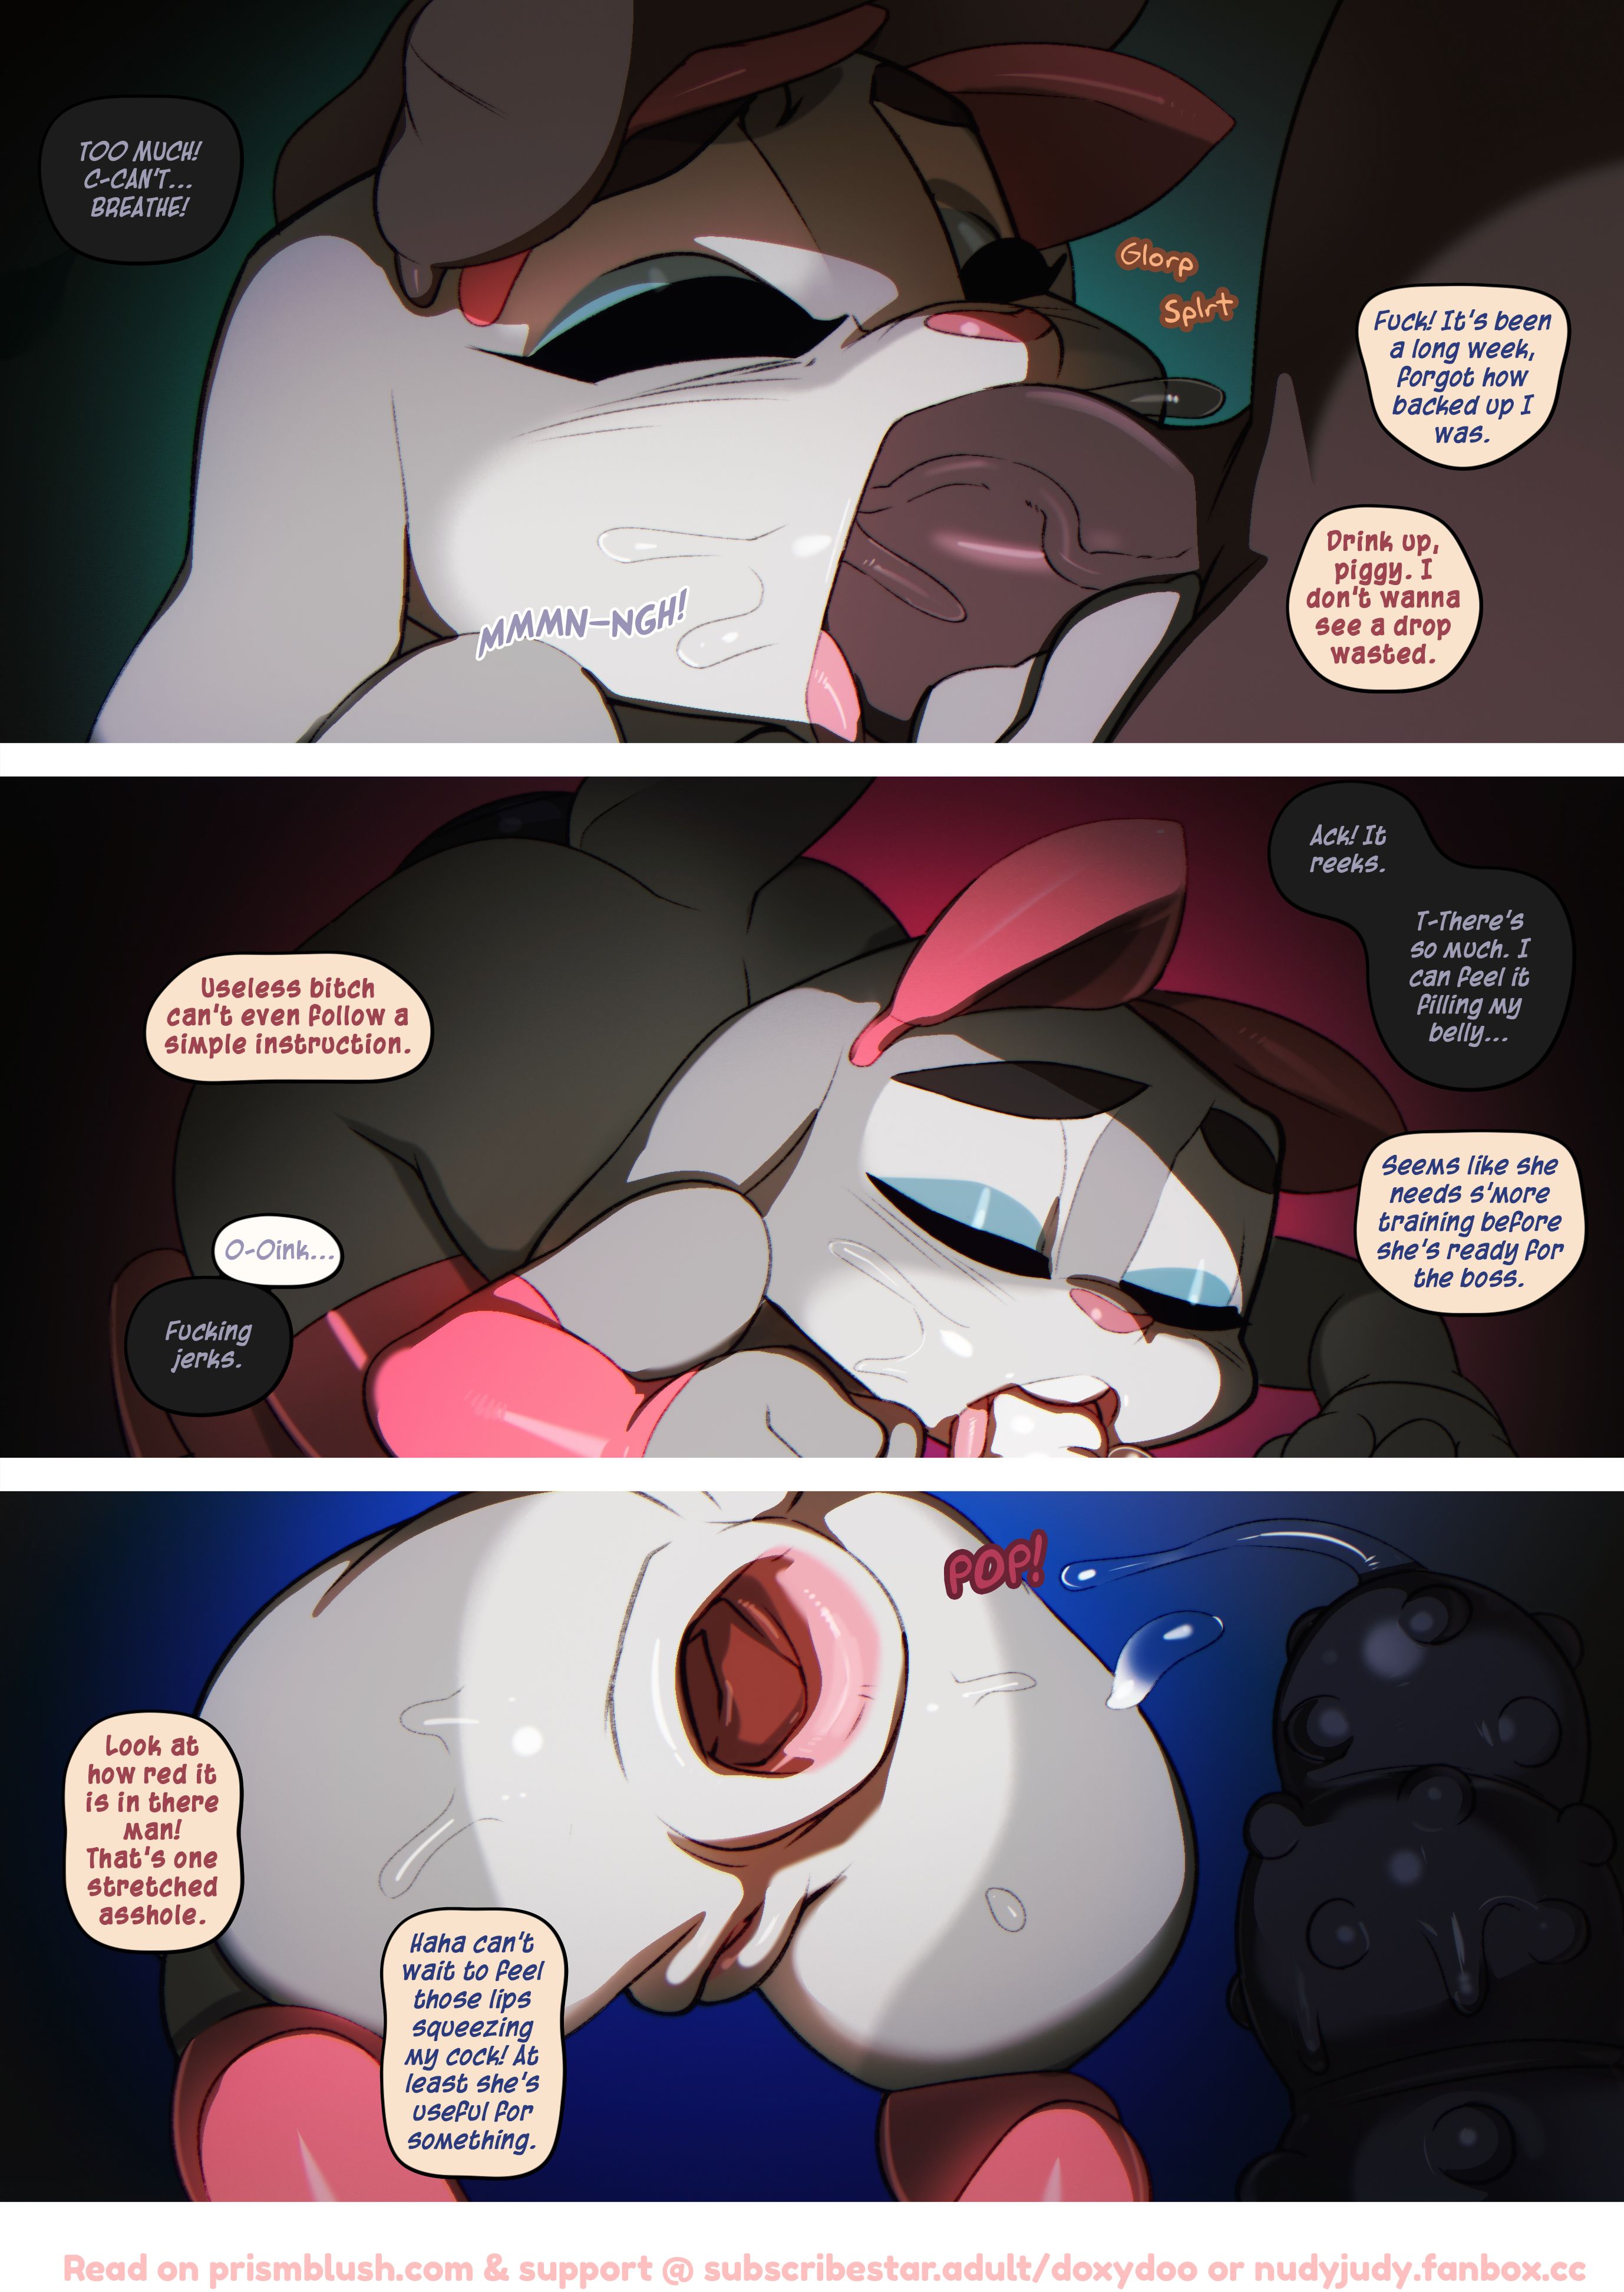 TOO MUCH!
C-CAN'T...
BREATHE!
Glorp
Splrt
Fuck! It's been
a long week,
forgot how
backed up I
was.
Drink up,
piggy. I
don't wanna
see a drop
wasted.
MMMN-NGH!
Ack! It
reeks.
T-There's
so much. I
can feel it
filling my
belly...
Useless bitch
can't even follow a
simple instruction.
Seems like she
needs s'more
training before
she's ready for
the boss.
O-Oink...
Fucking
jerks.
POP!
Look at
how red it
is in there
man!
That's one
stretched
asshole.
Haha can't
wait to feel
those lips
squeezing
my cock! At
least she's
useful for
something.
Read on prismblush.com & support @ subscribestar.adult/doxydoo or nudyjudy.fanbox.cc